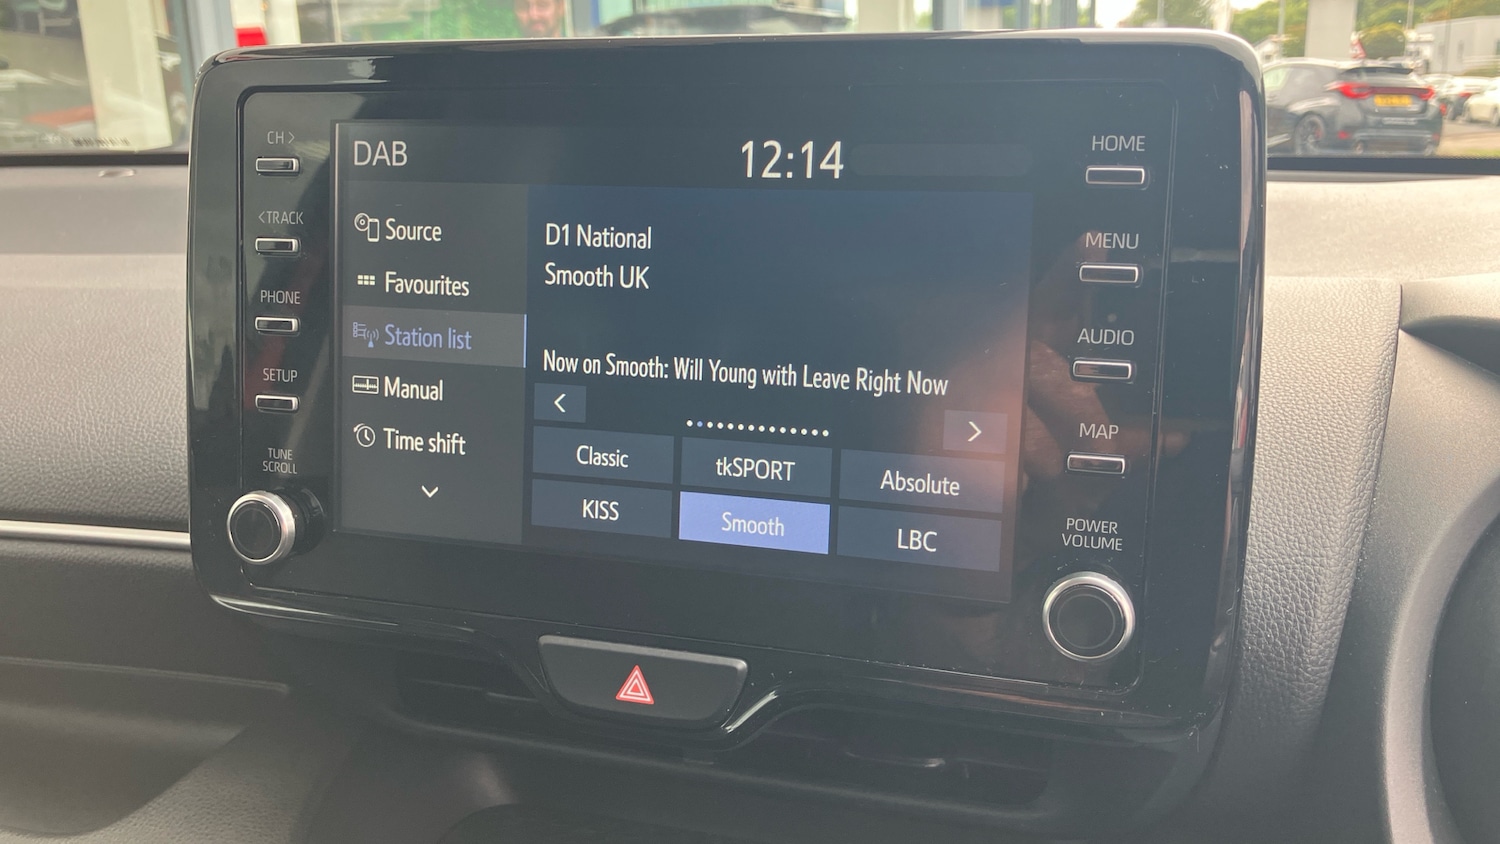 CH >
< TRACK
PHONE
SETUP
TUNE
SCROLL
DAB
12:14
Source
Favourites
Station list
Manual
Time shift
D1 National
Smooth UK
Now on Smooth: Will Young with Leave Right Now
<
>
Classic
tkSPORT
Absolute
KISS
Smooth
LBC
HOME
MENU
AUDIO
MAP
POWER
VOLUME